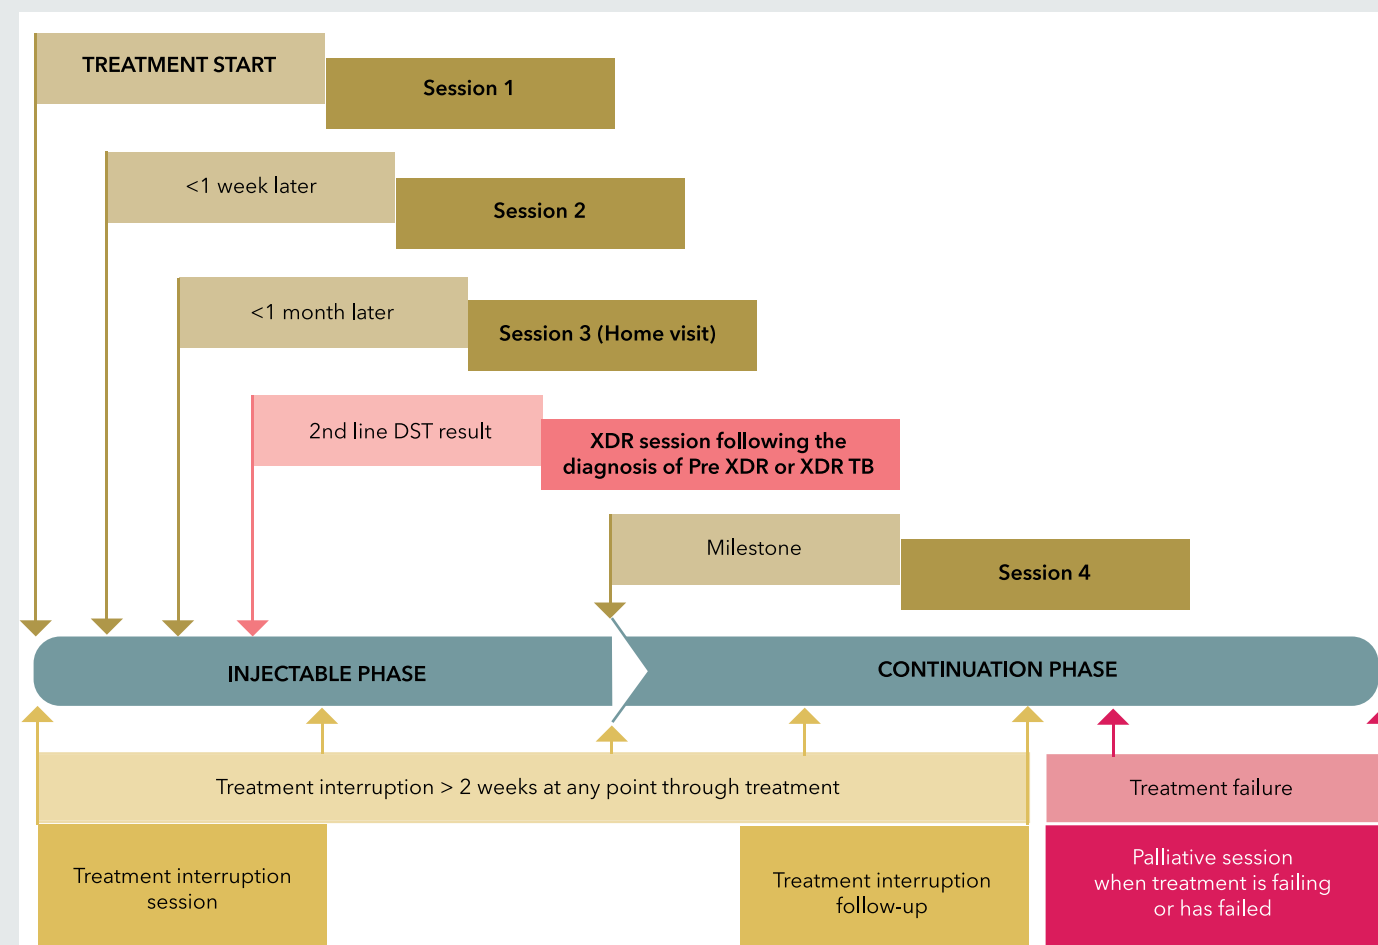 TREATMENT START
Session 1
<1 week later
Session 2
<1 month later
Session 3 (Home visit)
2nd line DST result
XDR session following the
diagnosis of Pre XDR or XDR TB
Milestone
Session 4
INJECTABLE PHASE
CONTINUATION PHASE
Treatment interruption > 2 weeks at any point through treatment
Treatment failure
Treatment interruption
session
Treatment interruption
follow-up
Palliative session
when treatment is failing
or has failed